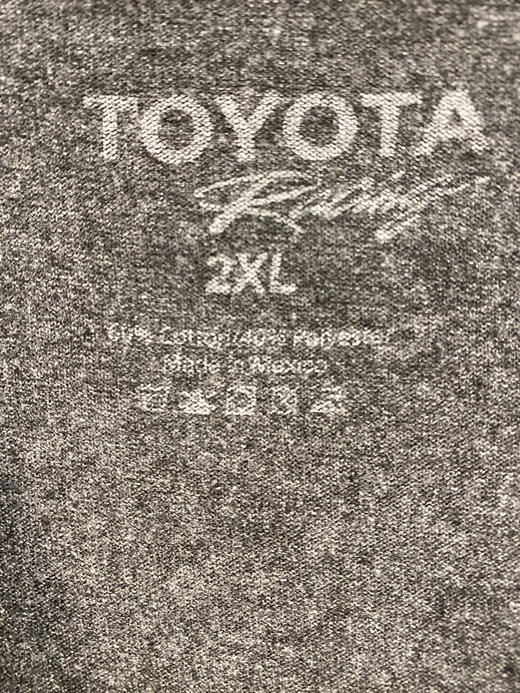 TOYOTA
Racing
2XL
60% Cotton/40% Polyester
Made in Mexico